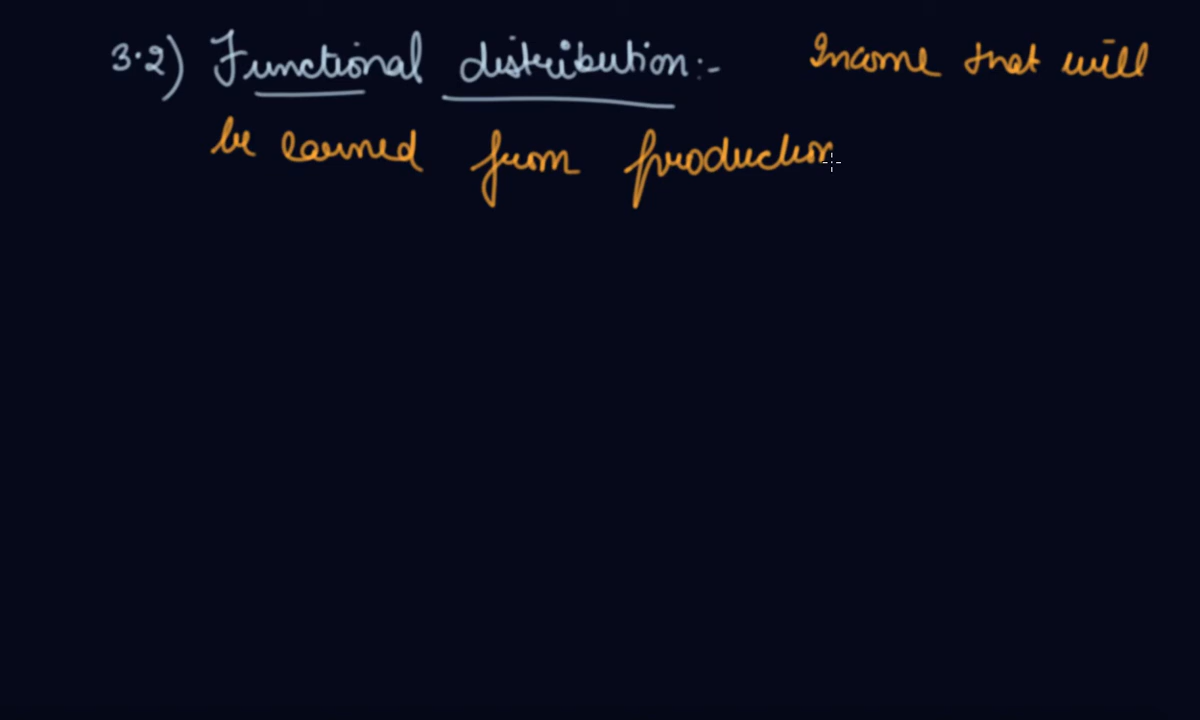 3.2) Functional distribution:- Income that will
be earned from production